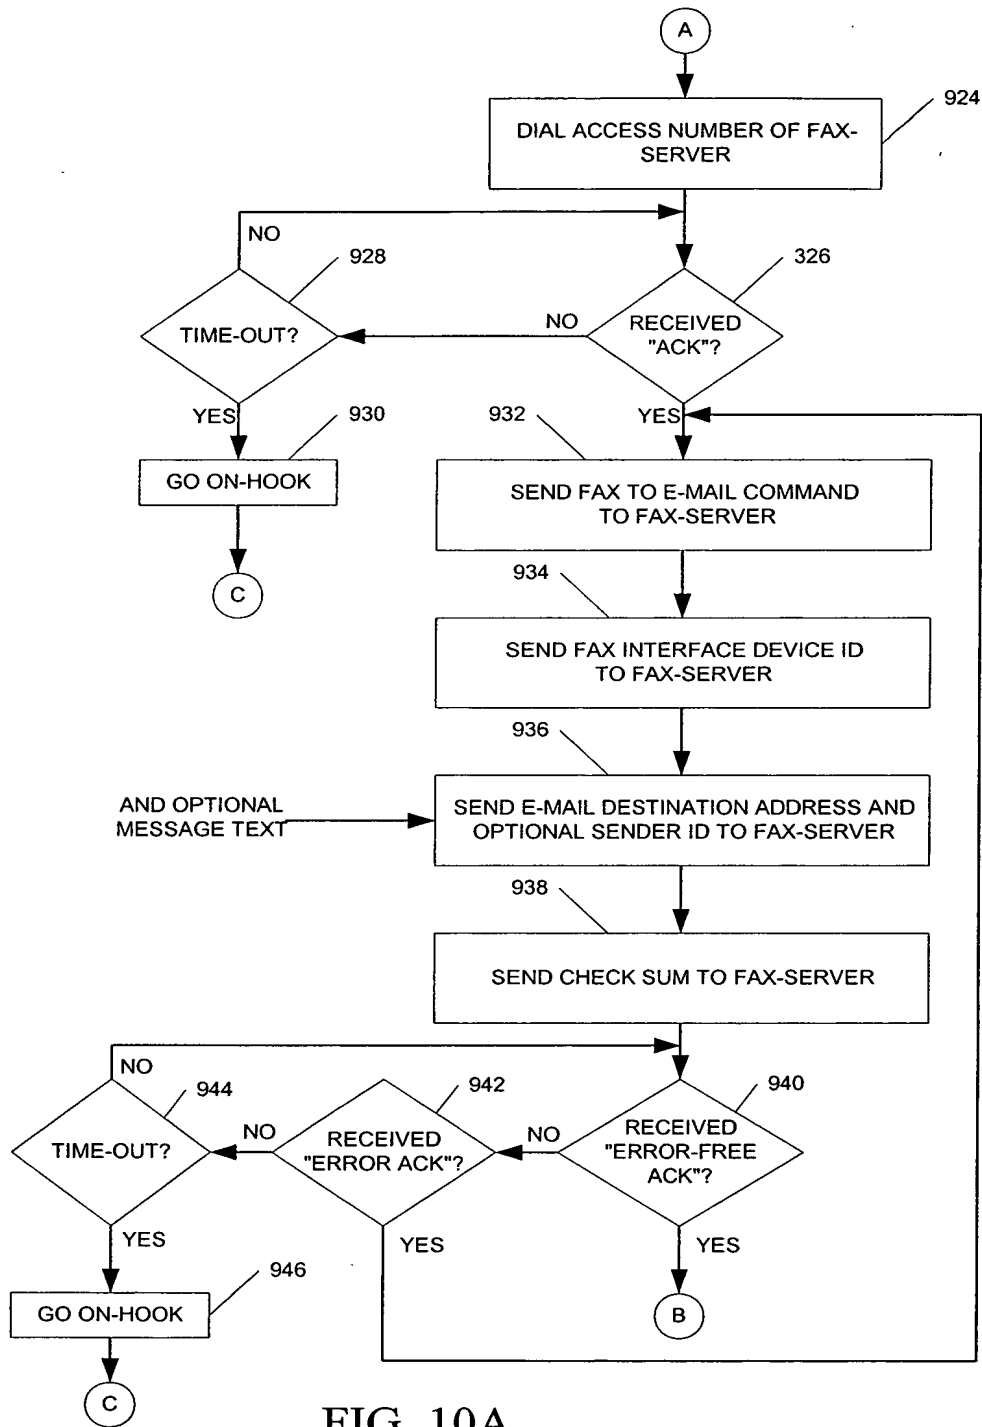 A
924
DIAL ACCESS NUMBER OF FAX-
SERVER
NO
928
326
TIME-OUT?
NO
RECEIVED
"ACK"?
YES
930
932
YES
GO ON-HOOK
SEND FAX TO E-MAIL COMMAND
TO FAX-SERVER
C
934
SEND FAX INTERFACE DEVICE ID
TO FAX-SERVER
936
AND OPTIONAL
MESSAGE TEXT
SEND E-MAIL DESTINATION ADDRESS AND
OPTIONAL SENDER ID TO FAX-SERVER
938
SEND CHECK SUM TO FAX-SERVER
NO
944
942
940
TIME-OUT?
NO
RECEIVED
"ERROR ACK"?
NO
RECEIVED
"ERROR-FREE
ACK"?
YES
YES
YES
946
GO ON-HOOK
B
C
FIG. 10A